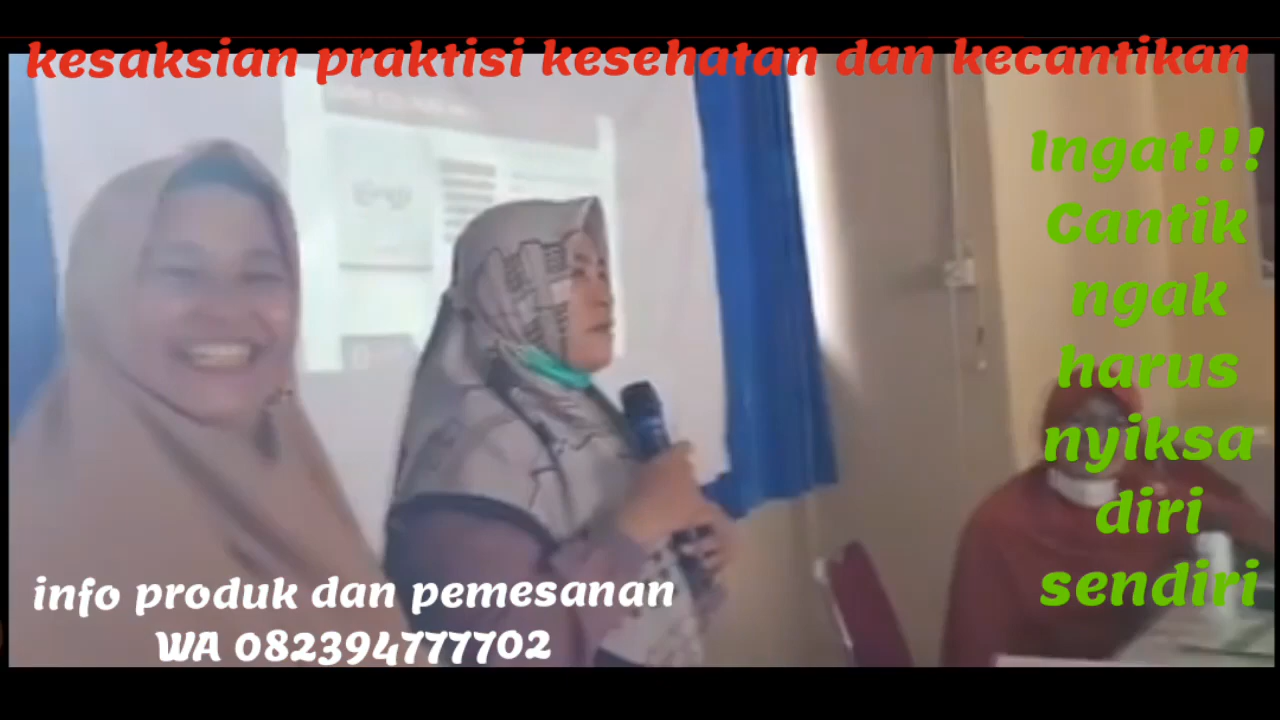 kesaksian praktisi kesehatan dan kecantikan
Ingat!!!
Cantik
ngak
harus
nyiksa
diri
sendiri
info produk dan pemesanan
WA 082394777702